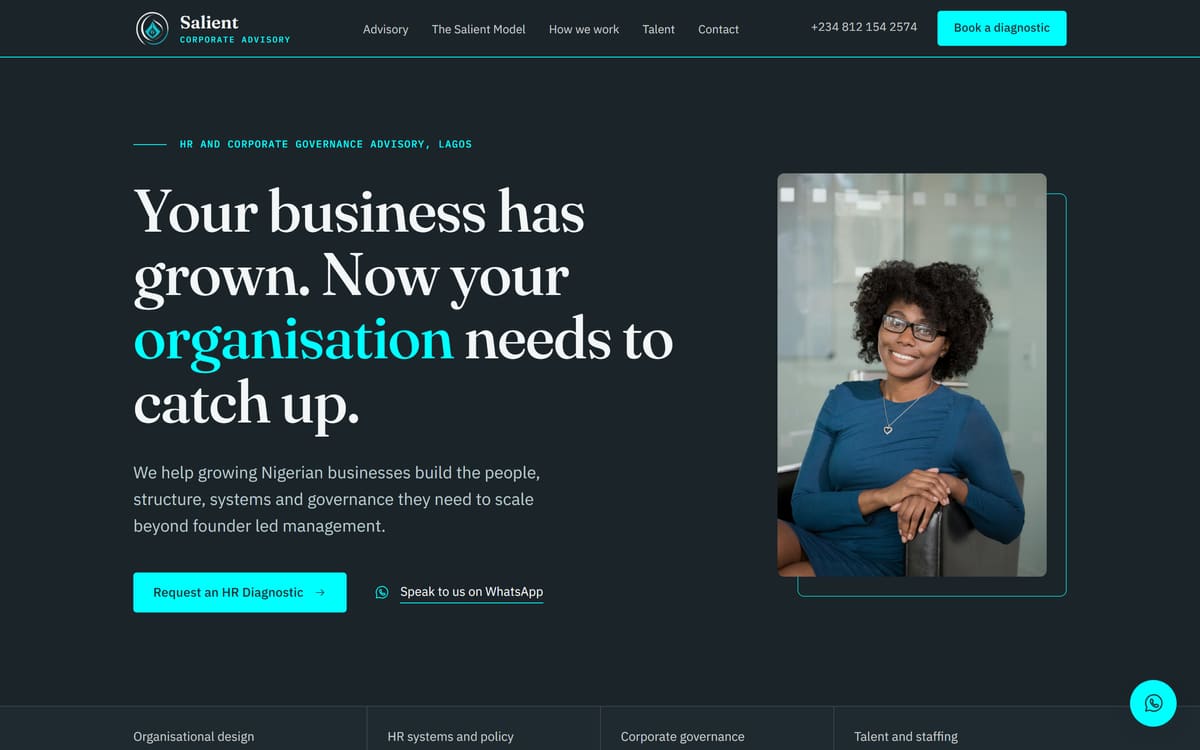 Salient
CORPORATE ADVISORY
Advisory
The Salient Model
How we work
Talent
Contact
+234 812 154 2574
Book a diagnostic
HR AND CORPORATE GOVERNANCE ADVISORY, LAGOS
Your business has
grown. Now your
organisation needs to
catch up.
We help growing Nigerian businesses build the people,
structure, systems and governance they need to scale
beyond founder led management.
Request an HR Diagnostic →
Speak to us on WhatsApp
Organisational design
HR systems and policy
Corporate governance
Talent and staffing